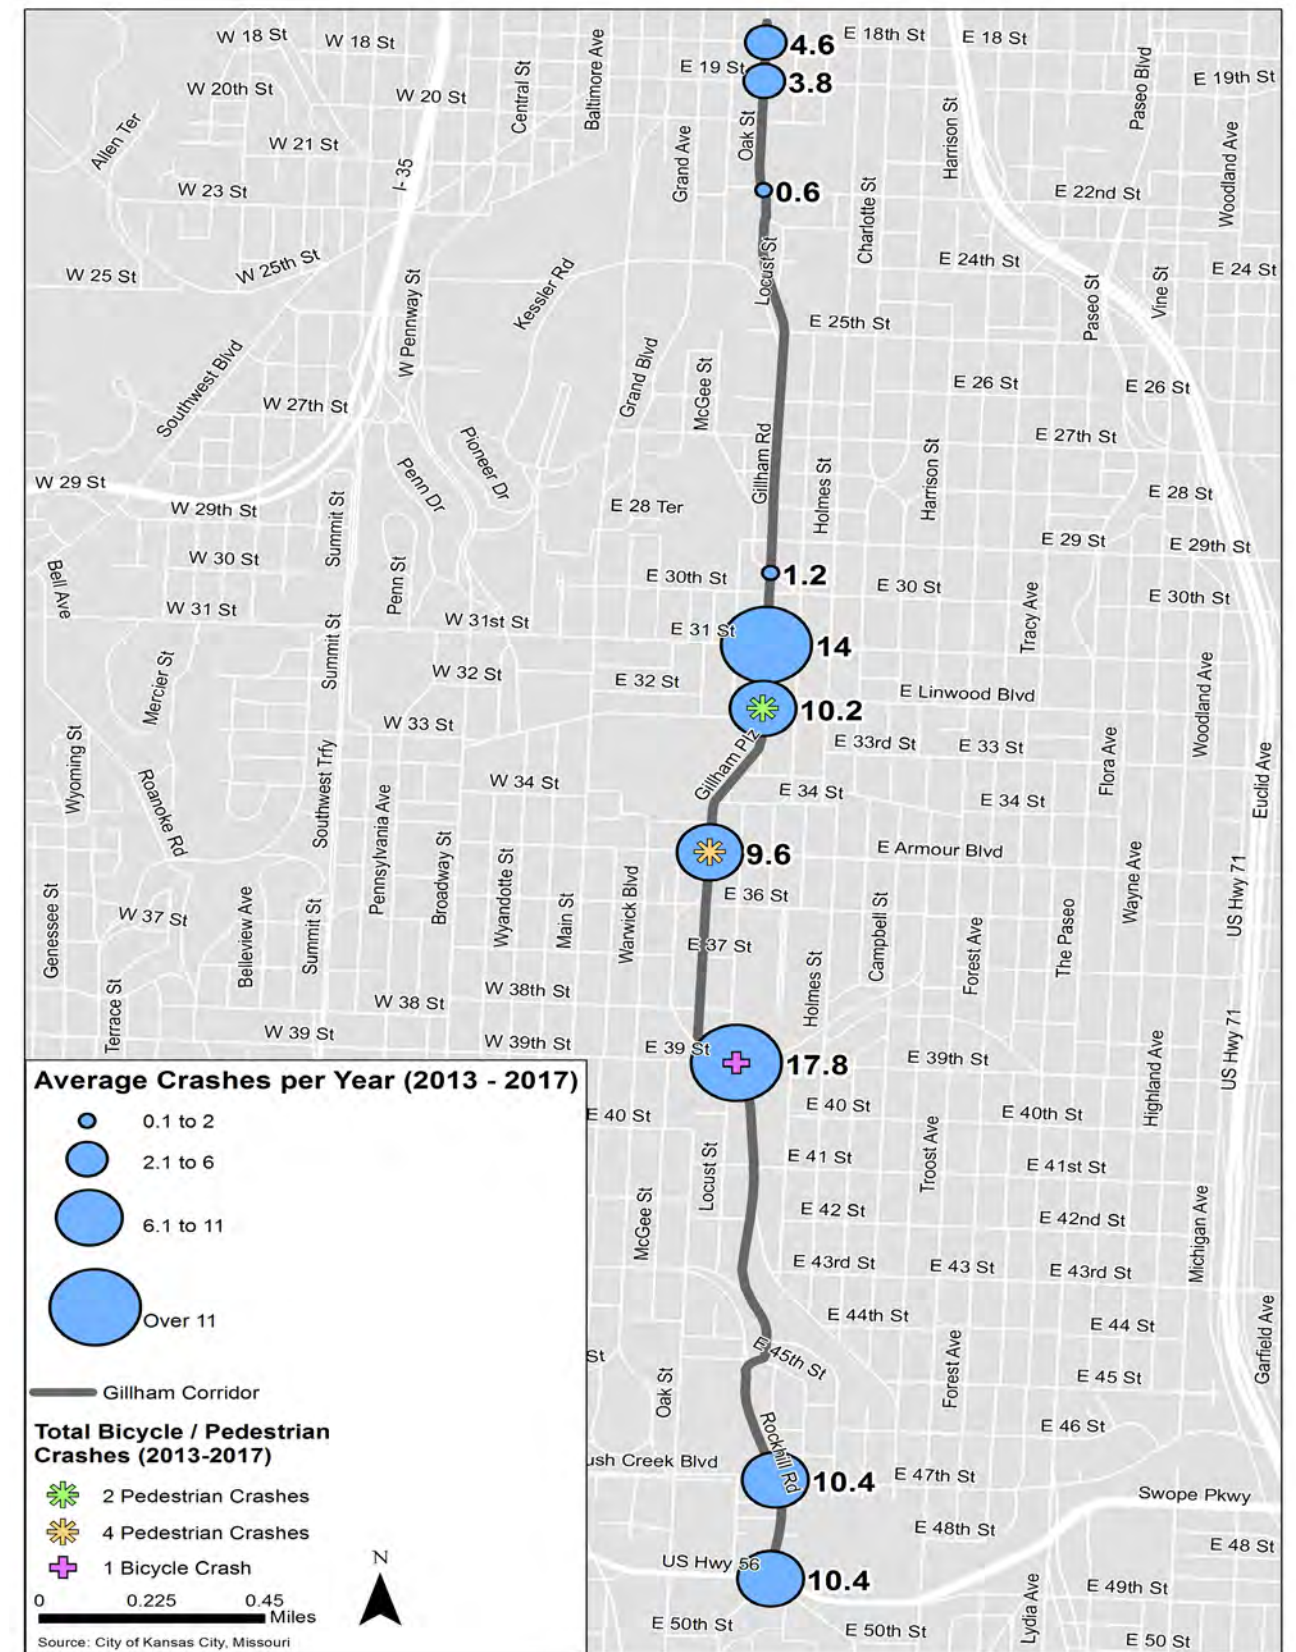 W 18 St
W 18 St
E 18th St
E 18 St
4.6
Baltimore Ave
Central St
Paseo Blvd
E 19 St
3.8
E 19th St
W 20th St
W 20 St
Allen Ter
Oak St
Harrison St
W 21 St
Grand Ave
Woodland Ave
I- 35
W 23 St
0.6
E 22nd St
Charlotte St
Locust St
W 25 St
W 25th St
E 24th St
E 24 St
Kessler Rd
Vine St
Paseo St
W Pennway St
E 25th St
Southwest Blvd
Grand Blvd
McGee St
E 26 St
E 26 St
W 27th St
E 27th St
Gillham Rd
Pioneer Dr
Penn Dr
Holmes St
Harrison St
W 29 St
W 29th St
Summit St
E 28 Ter
E 28 St
E 29 St
E 29th St
W 30 St
Bell Ave
Penn St
E 30th St
1.2
E 30 St
E 30th St
W 31 St
W 31st St
E 31 St
Tracy Ave
Summit St
14
W 32 St
E 32 St
E Linwood Blvd
Mercier St
10.2
Woodland Ave
W 33 St
E 33rd St
E 33 St
Wyoming St
Gillham Plz
Flora Ave
Euclid Ave
Roanoke Rd
Southwest Trfy
W 34 St
E 34 St
E 34 St
Pennsylvania Ave
Broadway St
9.6
E Armour Blvd
Wyandotte St
Wayne Ave
US Hwy 71
Genessee St
W 37 St
Belleview Ave
Summit St
Main St
Warwick Blvd
E 36 St
Campbell St
Forest Ave
The Paseo
E 37 St
Terrace St
W 38 St
W 38th St
Holmes St
W 39 St
W 39th St
E 39 St
E 39th St
US Hwy 71
17.8
Highland Ave
E 40 St
E 40 St
E 40th St
Locust St
E 41 St
Troost Ave
E 41st St
McGee St
E 42 St
E 42nd St
Michigan Ave
E 43rd St
E 43 St
E 43rd St
E 44th St
E 44 St
Garfield Ave
St
E 45th St
Forest Ave
Oak St
E 45 St
Rockhill Rd
E 46 St
ush Creek Blvd
10.4
E 47th St
Swope Pkwy
E 48th St
E 48 St
US Hwy 56
10.4
Lydia Ave
E 49th St
E 50th St
E 50th St
E 50 St
Average Crashes per Year (2013 - 2017)
0.1 to 2
2.1 to 6
6.1 to 11
Over 11
Gillham Corridor
Total Bicycle / Pedestrian
Crashes (2013-2017)
2 Pedestrian Crashes
4 Pedestrian Crashes
1 Bicycle Crash
N
0 0.225 0.45
Miles
Source: City of Kansas City, Missouri